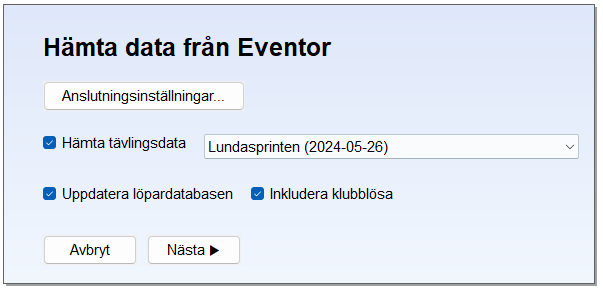 Hämta data från Eventor
Anslutningsinställningar...
Hämta tävlingsdata Lundasprinten (2024-05-26)
Uppdatera löpardatabasen Inkludera klubblösa
Avbryt Nästa ▶